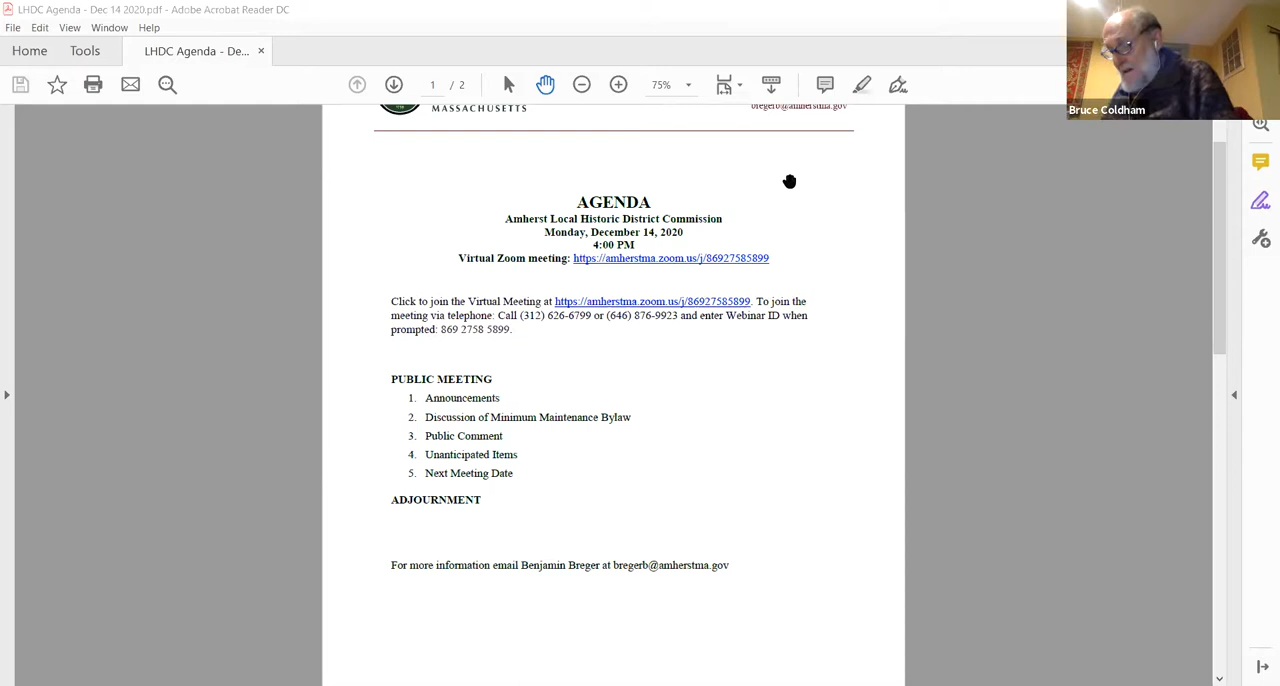 LHDC Agenda - Dec 14 2020.pdf - Adobe Acrobat Reader DC
File Edit View Window Help
Home Tools LHDC Agenda - De... ×
1 / 2 75%
Bruce Coldham
MASSACHUSETTS
bregerb@amherstma.gov
AGENDA
Amherst Local Historic District Commission
Monday, December 14, 2020
4:00 PM
Virtual Zoom meeting: https://amherstma.zoom.us/j/86927585899
Click to join the Virtual Meeting at https://amherstma.zoom.us/j/86927585899. To join the
meeting via telephone: Call (312) 626-6799 or (646) 876-9923 and enter Webinar ID when
prompted: 869 2758 5899.
PUBLIC MEETING
1. Announcements
2. Discussion of Minimum Maintenance Bylaw
3. Public Comment
4. Unanticipated Items
5. Next Meeting Date
ADJOURNMENT
For more information email Benjamin Breger at bregerb@amherstma.gov